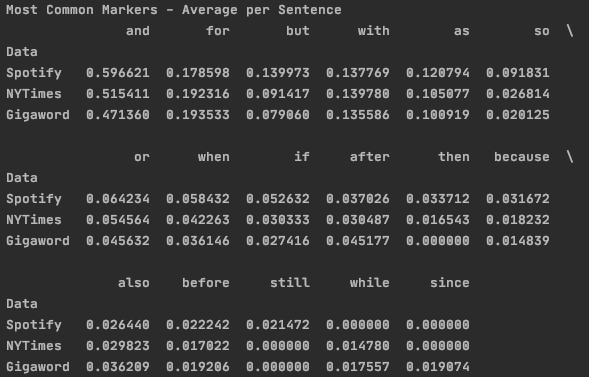 Most Common Markers – Average per Sentence
and for but with as so \
Data
Spotify 0.596621 0.178598 0.139973 0.137769 0.120794 0.091831
NYTimes 0.515411 0.192316 0.091417 0.139780 0.105077 0.026814
Gigaword 0.471360 0.193533 0.079060 0.135586 0.100919 0.020125
or when if after then because \
Data
Spotify 0.064234 0.058432 0.052632 0.037026 0.033712 0.031672
NYTimes 0.054564 0.042263 0.030333 0.030487 0.016543 0.018232
Gigaword 0.045632 0.036146 0.027416 0.045177 0.000000 0.014839
also before still while since
Data
Spotify 0.026440 0.022242 0.021472 0.000000 0.000000
NYTimes 0.029823 0.017022 0.000000 0.014780 0.000000
Gigaword 0.036209 0.019206 0.000000 0.017557 0.019074